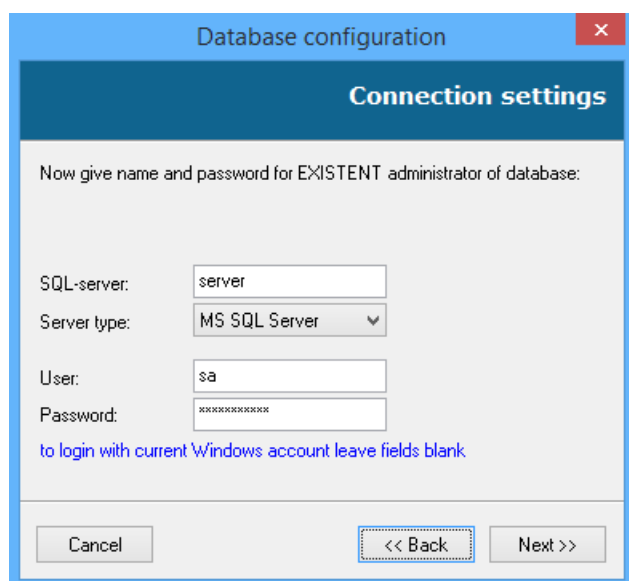 Database configuration
Connection settings
Now give name and password for EXISTENT administrator of database:
SQL-server: server
Server type: MS SQL Server
User: sa
Password: ***********
to login with current Windows account leave fields blank
Cancel << Back Next >>